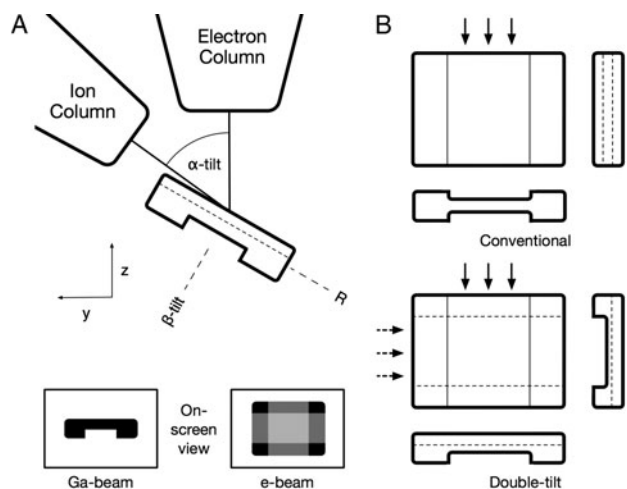 A
Electron
Column
Ion
Column
α-tilt
z
y
β-tilt
R
On-
screen
view
Ga-beam
e-beam
B
Conventional
Double-tilt